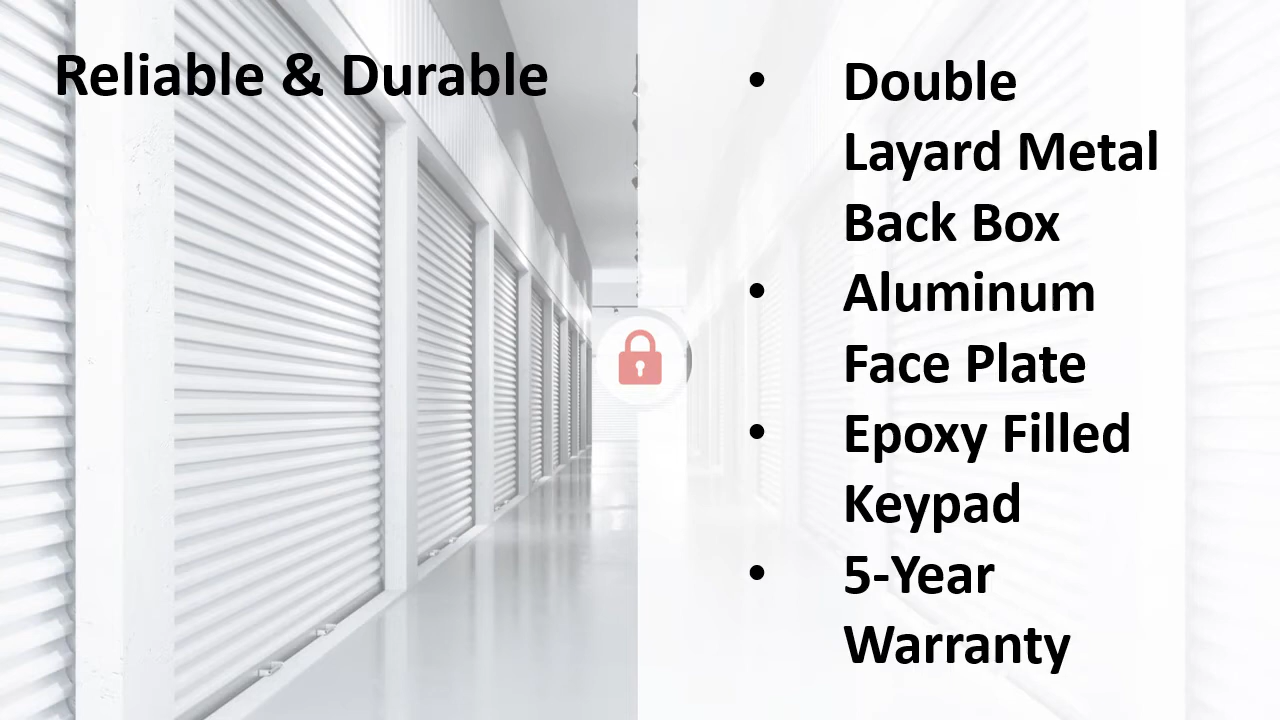 Reliable & Durable
• Double
Layard Metal
Back Box
• Aluminum
Face Plate
• Epoxy Filled
Keypad
• 5-Year
Warranty